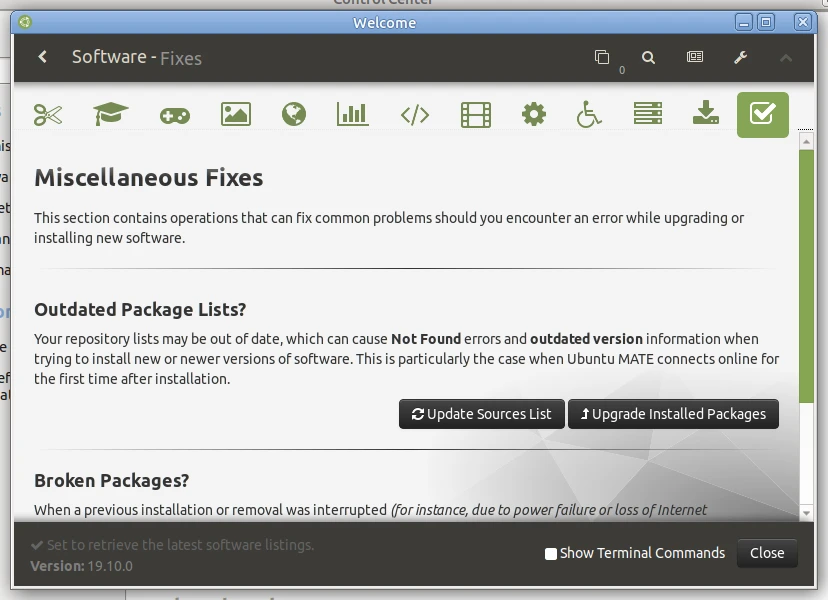 Control Center
Welcome
Software - Fixes
0
Miscellaneous Fixes
This section contains operations that can fix common problems should you encounter an error while upgrading or
installing new software.
Outdated Package Lists?
Your repository lists may be out of date, which can cause Not Found errors and outdated version information when
trying to install new or newer versions of software. This is particularly the case when Ubuntu MATE connects online for
the first time after installation.
Update Sources List
Upgrade Installed Packages
Broken Packages?
When a previous installation or removal was interrupted (for instance, due to power failure or loss of Internet
Set to retrieve the latest software listings.
Version: 19.10.0
Show Terminal Commands
Close